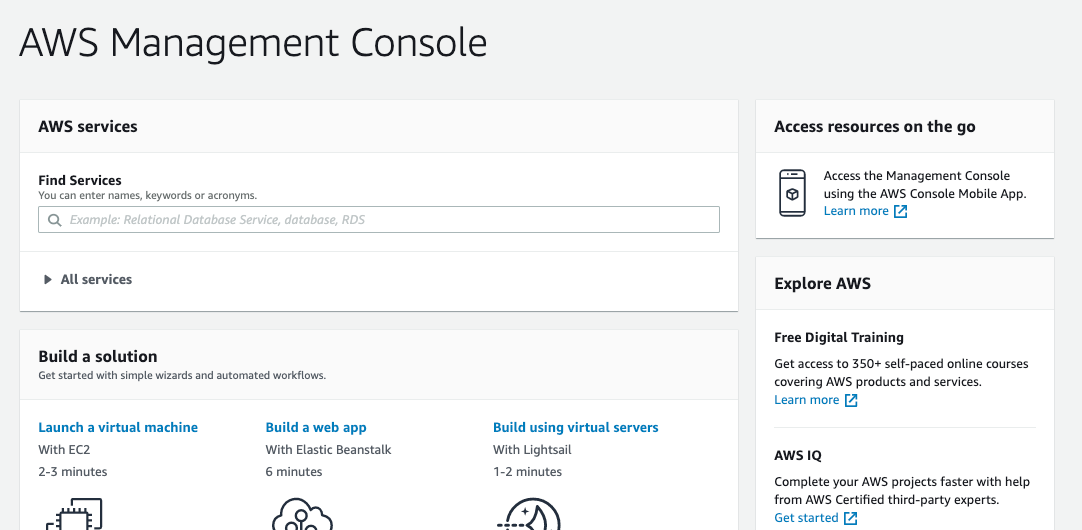 AWS Management Console
AWS services
Find Services
You can enter names, keywords or acronyms.
Example: Relational Database Service, database, RDS
All services
Build a solution
Get started with simple wizards and automated workflows.
Launch a virtual machine
With EC2
2-3 minutes
Build a web app
With Elastic Beanstalk
6 minutes
Build using virtual servers
With Lightsail
1-2 minutes
Access resources on the go
Access the Management Console
using the AWS Console Mobile App.
Learn more
Explore AWS
Free Digital Training
Get access to 350+ self-paced online courses
covering AWS products and services.
Learn more
AWS IQ
Complete your AWS projects faster with help
from AWS Certified third-party experts.
Get started